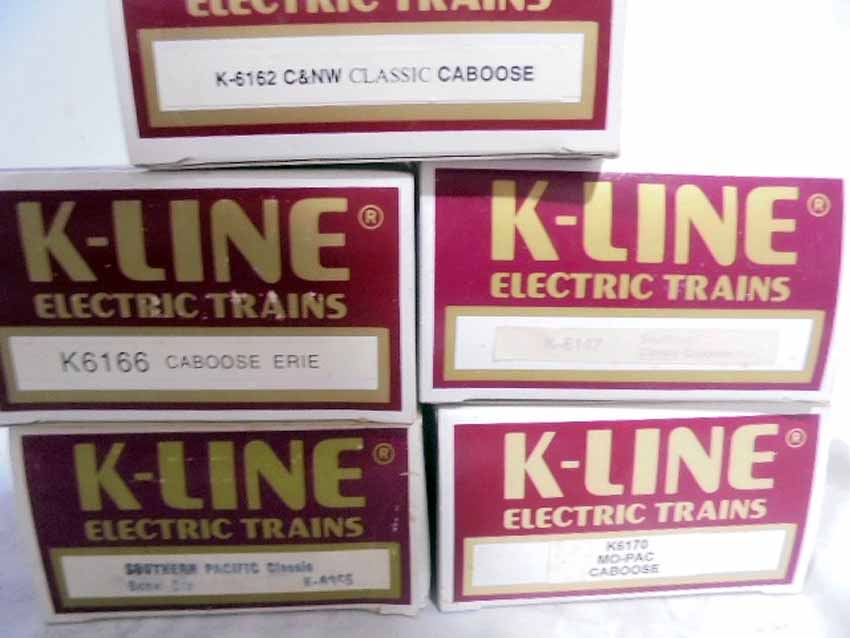 ELECTRIC TRAINS
K-6162 C&NW CLASSIC CABOOSE
K-LINE®
ELECTRIC TRAINS
K6166 CABOOSE ERIE
K-LINE®
ELECTRIC TRAINS
K-6147
K-LINE®
ELECTRIC TRAINS
SOUTHERN PACIFIC Classic
K-LINE®
ELECTRIC TRAINS
K6170
MO-PAC
CABOOSE